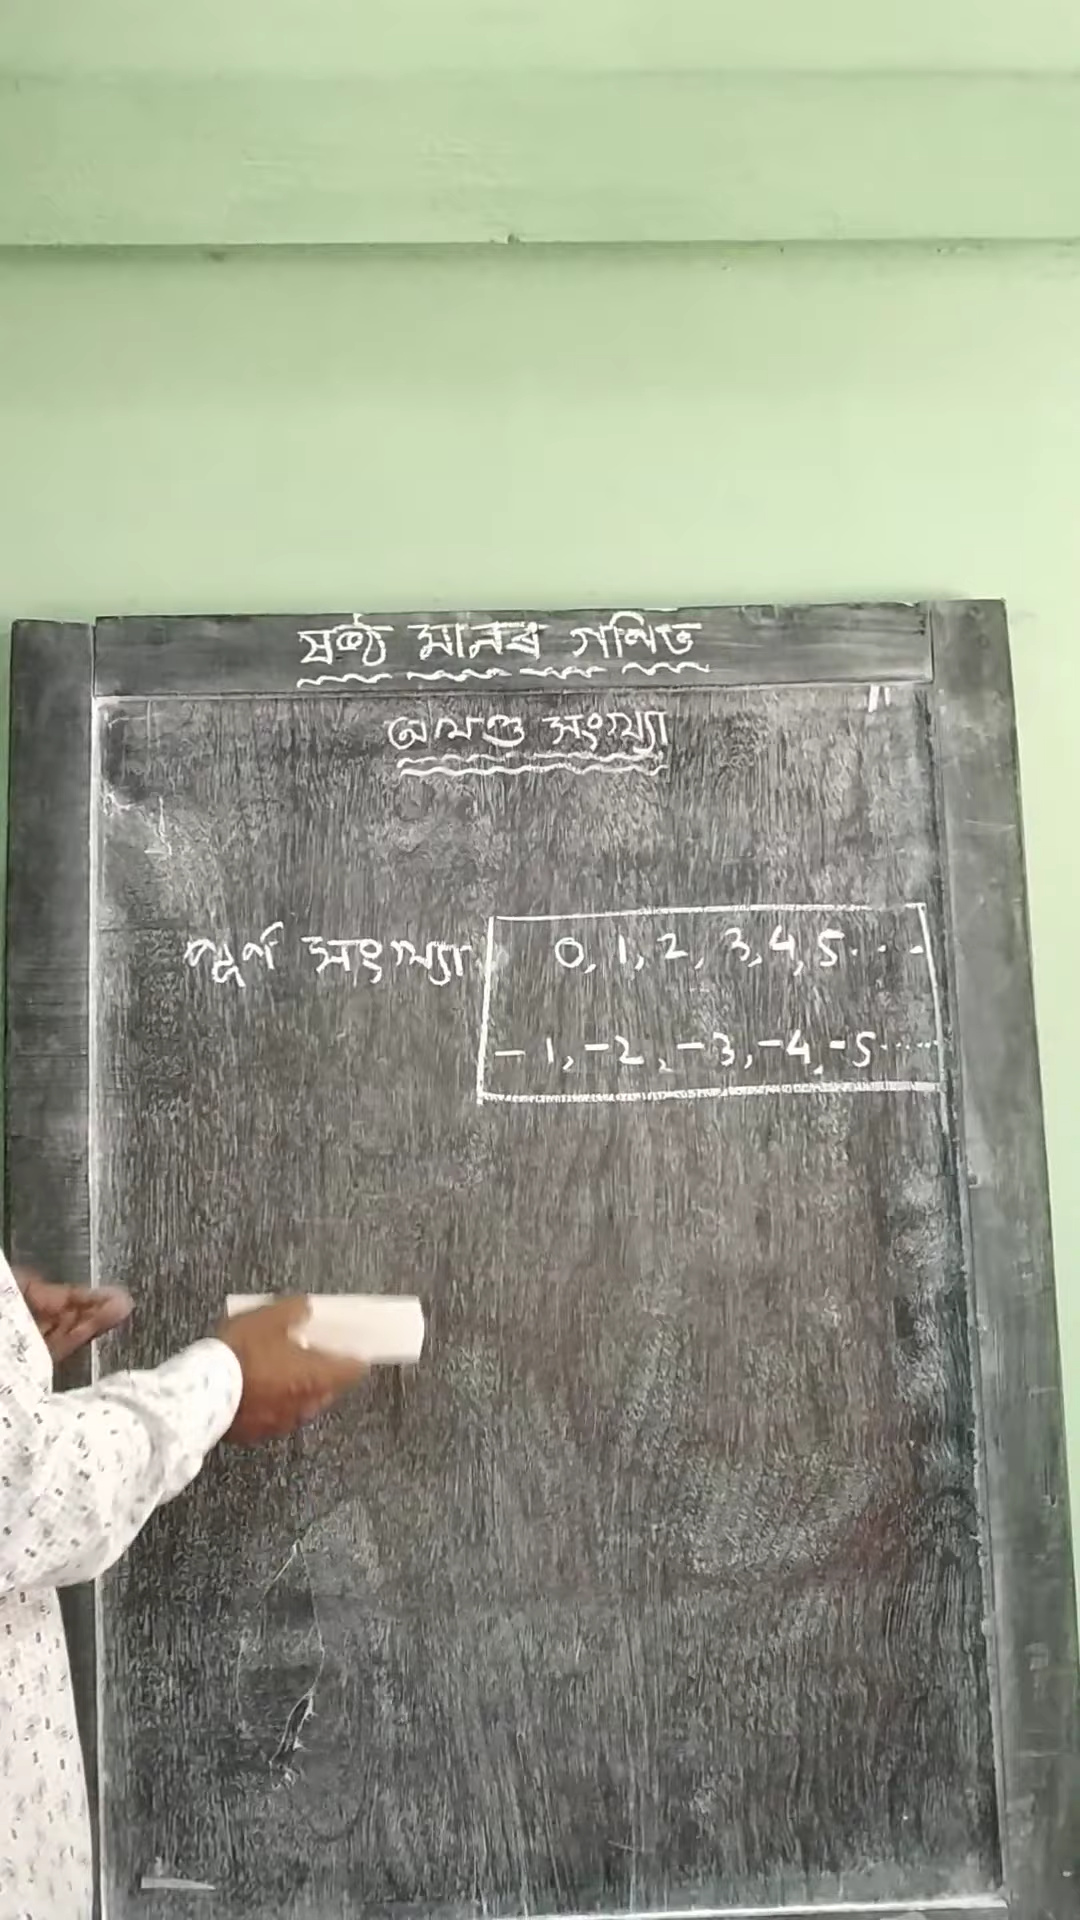 ষষ্ঠ মানৰ গণিত
অখণ্ড সংখ্যা
পূৰ্ণ সংখ্যা 0, 1, 2, 3, 4, 5....
-1, -2, -3, -4, -5.....